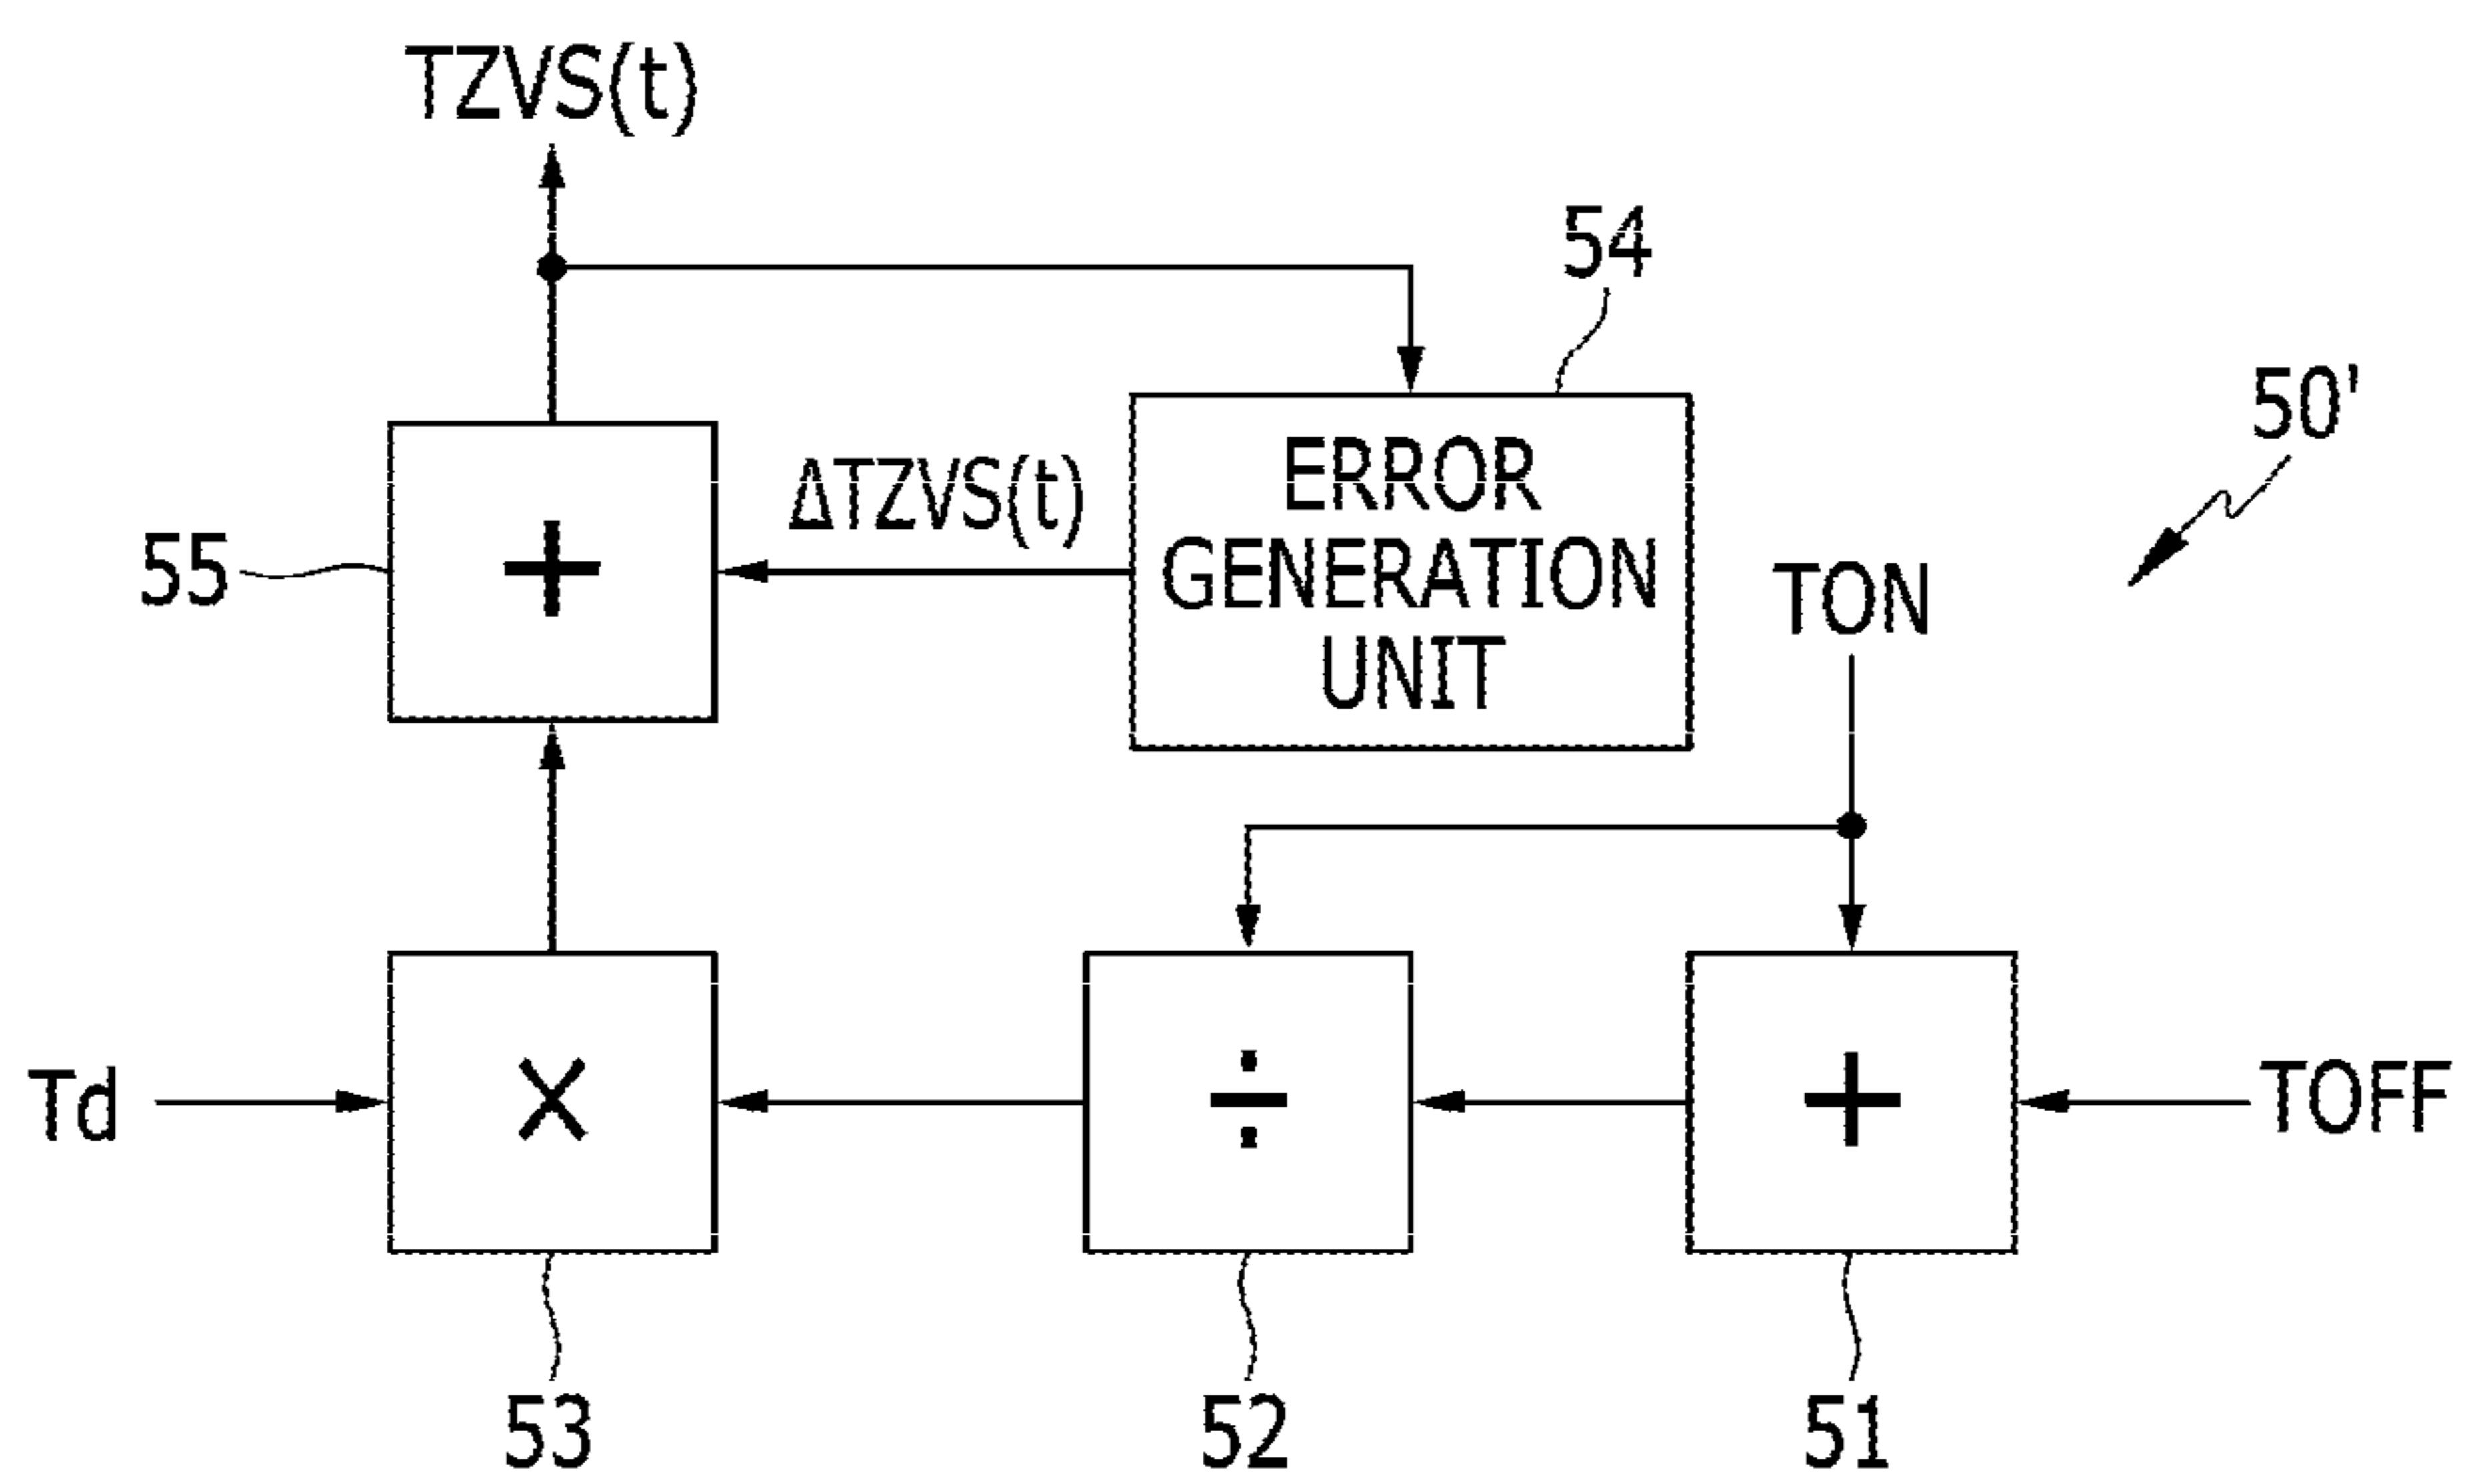 TZVS(t)
54
50'
ERROR
GENERATION
UNIT
ΔTZVS(t)
55
+
TON
Td
×
÷
+
TOFF
53
52
51